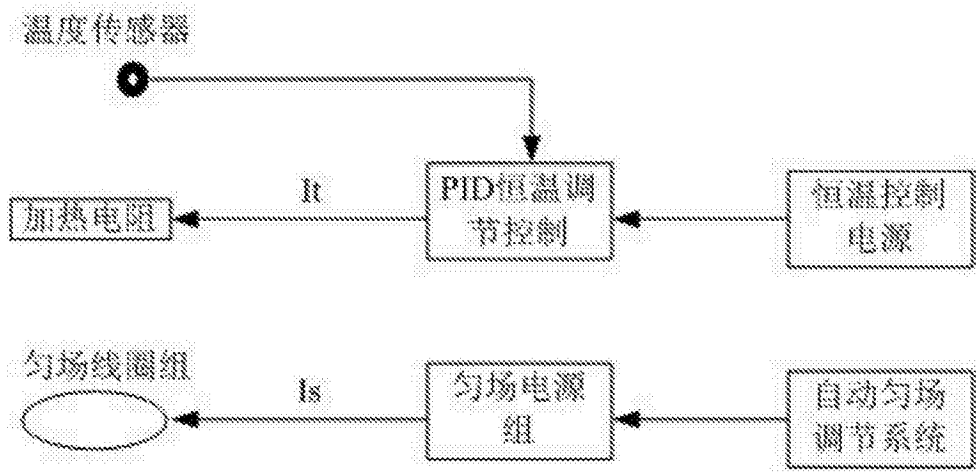 温度传感器
It
PID恒温调
节控制
加热电阻
恒温控制
电源
匀场线圈组
Is
匀场电源
组
自动匀场
调节系统